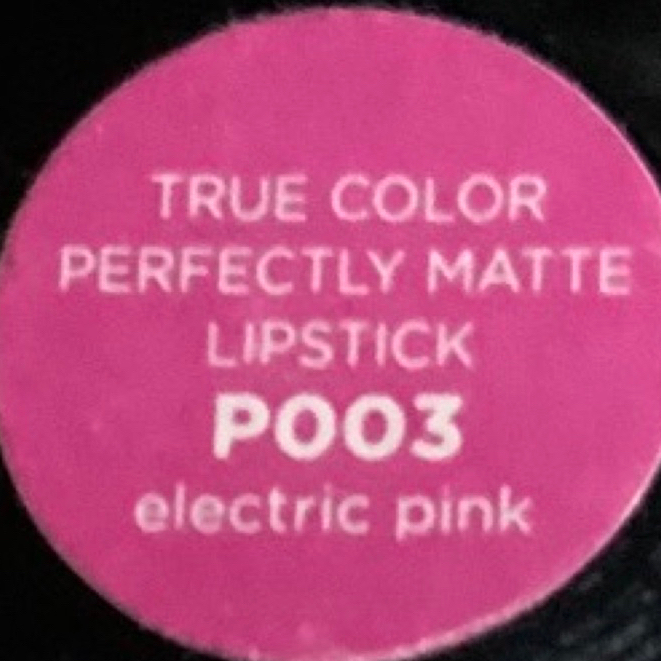 TRUE COLOR
PERFECTLY MATTE
LIPSTICK
P003
electric pink